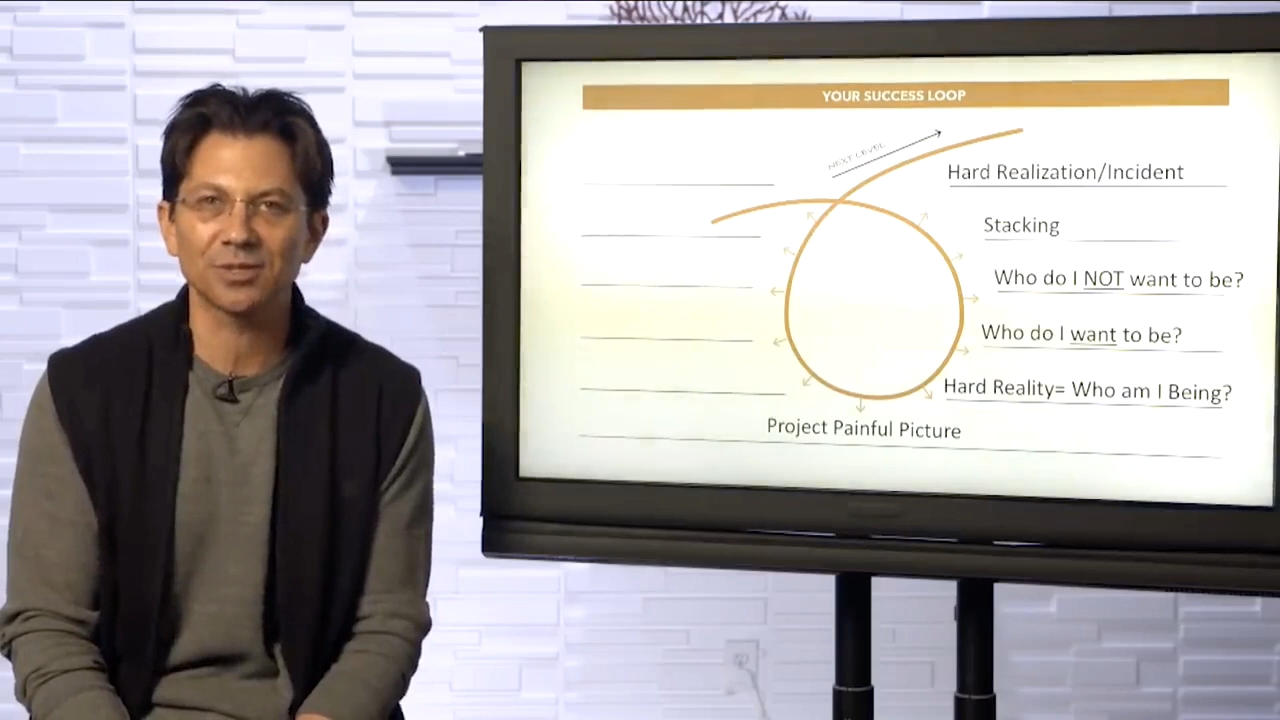 YOUR SUCCESS LOOP
NEXT LEVEL
Hard Realization/Incident
Stacking
Who do I NOT want to be?
Who do I want to be?
Hard Reality= Who am I Being?
Project Painful Picture